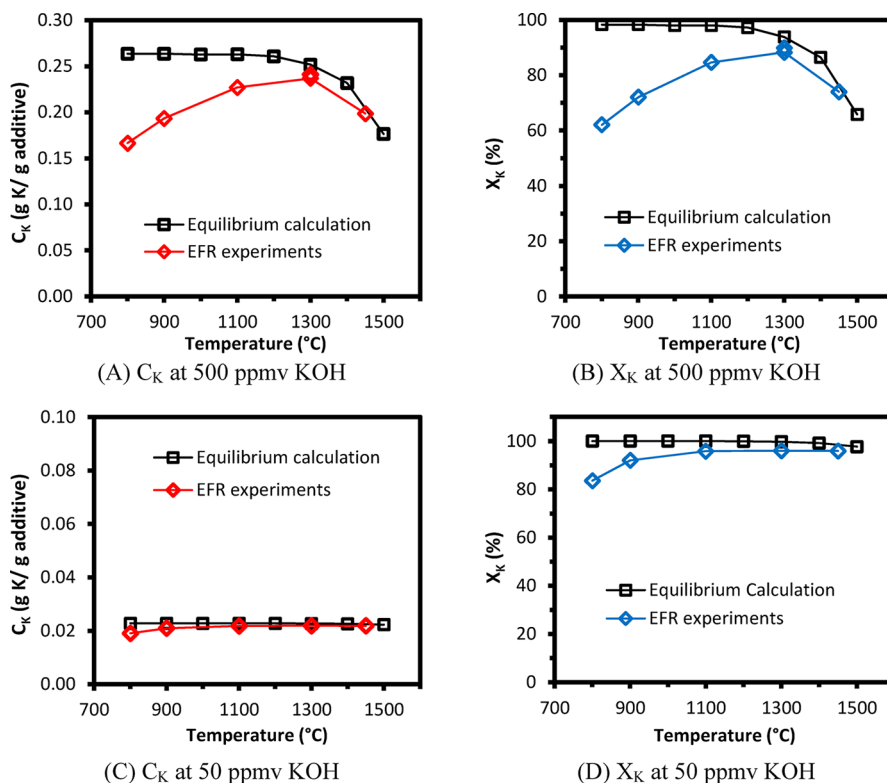 0.30
0.25
0.20
0.15
0.10
0.05
0.00
C_K (g K/ g additive)
Equilibrium calculation
EFR experiments
700 900 1100 1300 1500
Temperature (°C)
(A) C_K at 500 ppmv KOH
100
80
60
40
20
0
X_K (%)
Equilibrium calculation
EFR experiments
700 900 1100 1300 1500
Temperature (°C)
(B) X_K at 500 ppmv KOH
0.10
0.08
0.06
0.04
0.02
0.00
C_K (g K/ g additive)
Equilibrium calculation
EFR experiments
700 900 1100 1300 1500
Temperature (°C)
(C) C_K at 50 ppmv KOH
100
80
60
40
20
0
X_K (%)
Equilibrium Calculation
EFR experiments
700 900 1100 1300 1500
Temperature (°C)
(D) X_K at 50 ppmv KOH